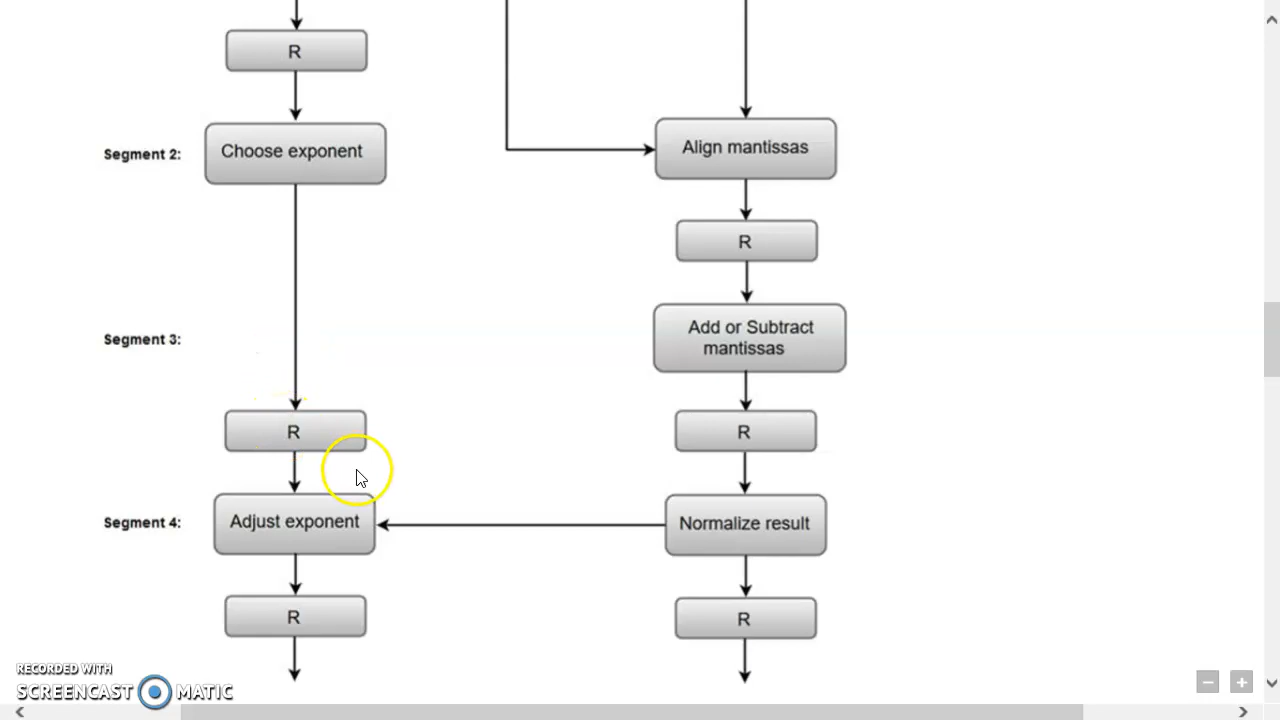 R
Segment 2:
Choose exponent
Align mantissas
R
Segment 3:
Add or Subtract
mantissas
R
R
Segment 4:
Adjust exponent
Normalize result
R
R
RECORDED WITH
SCREENCAST MATIC